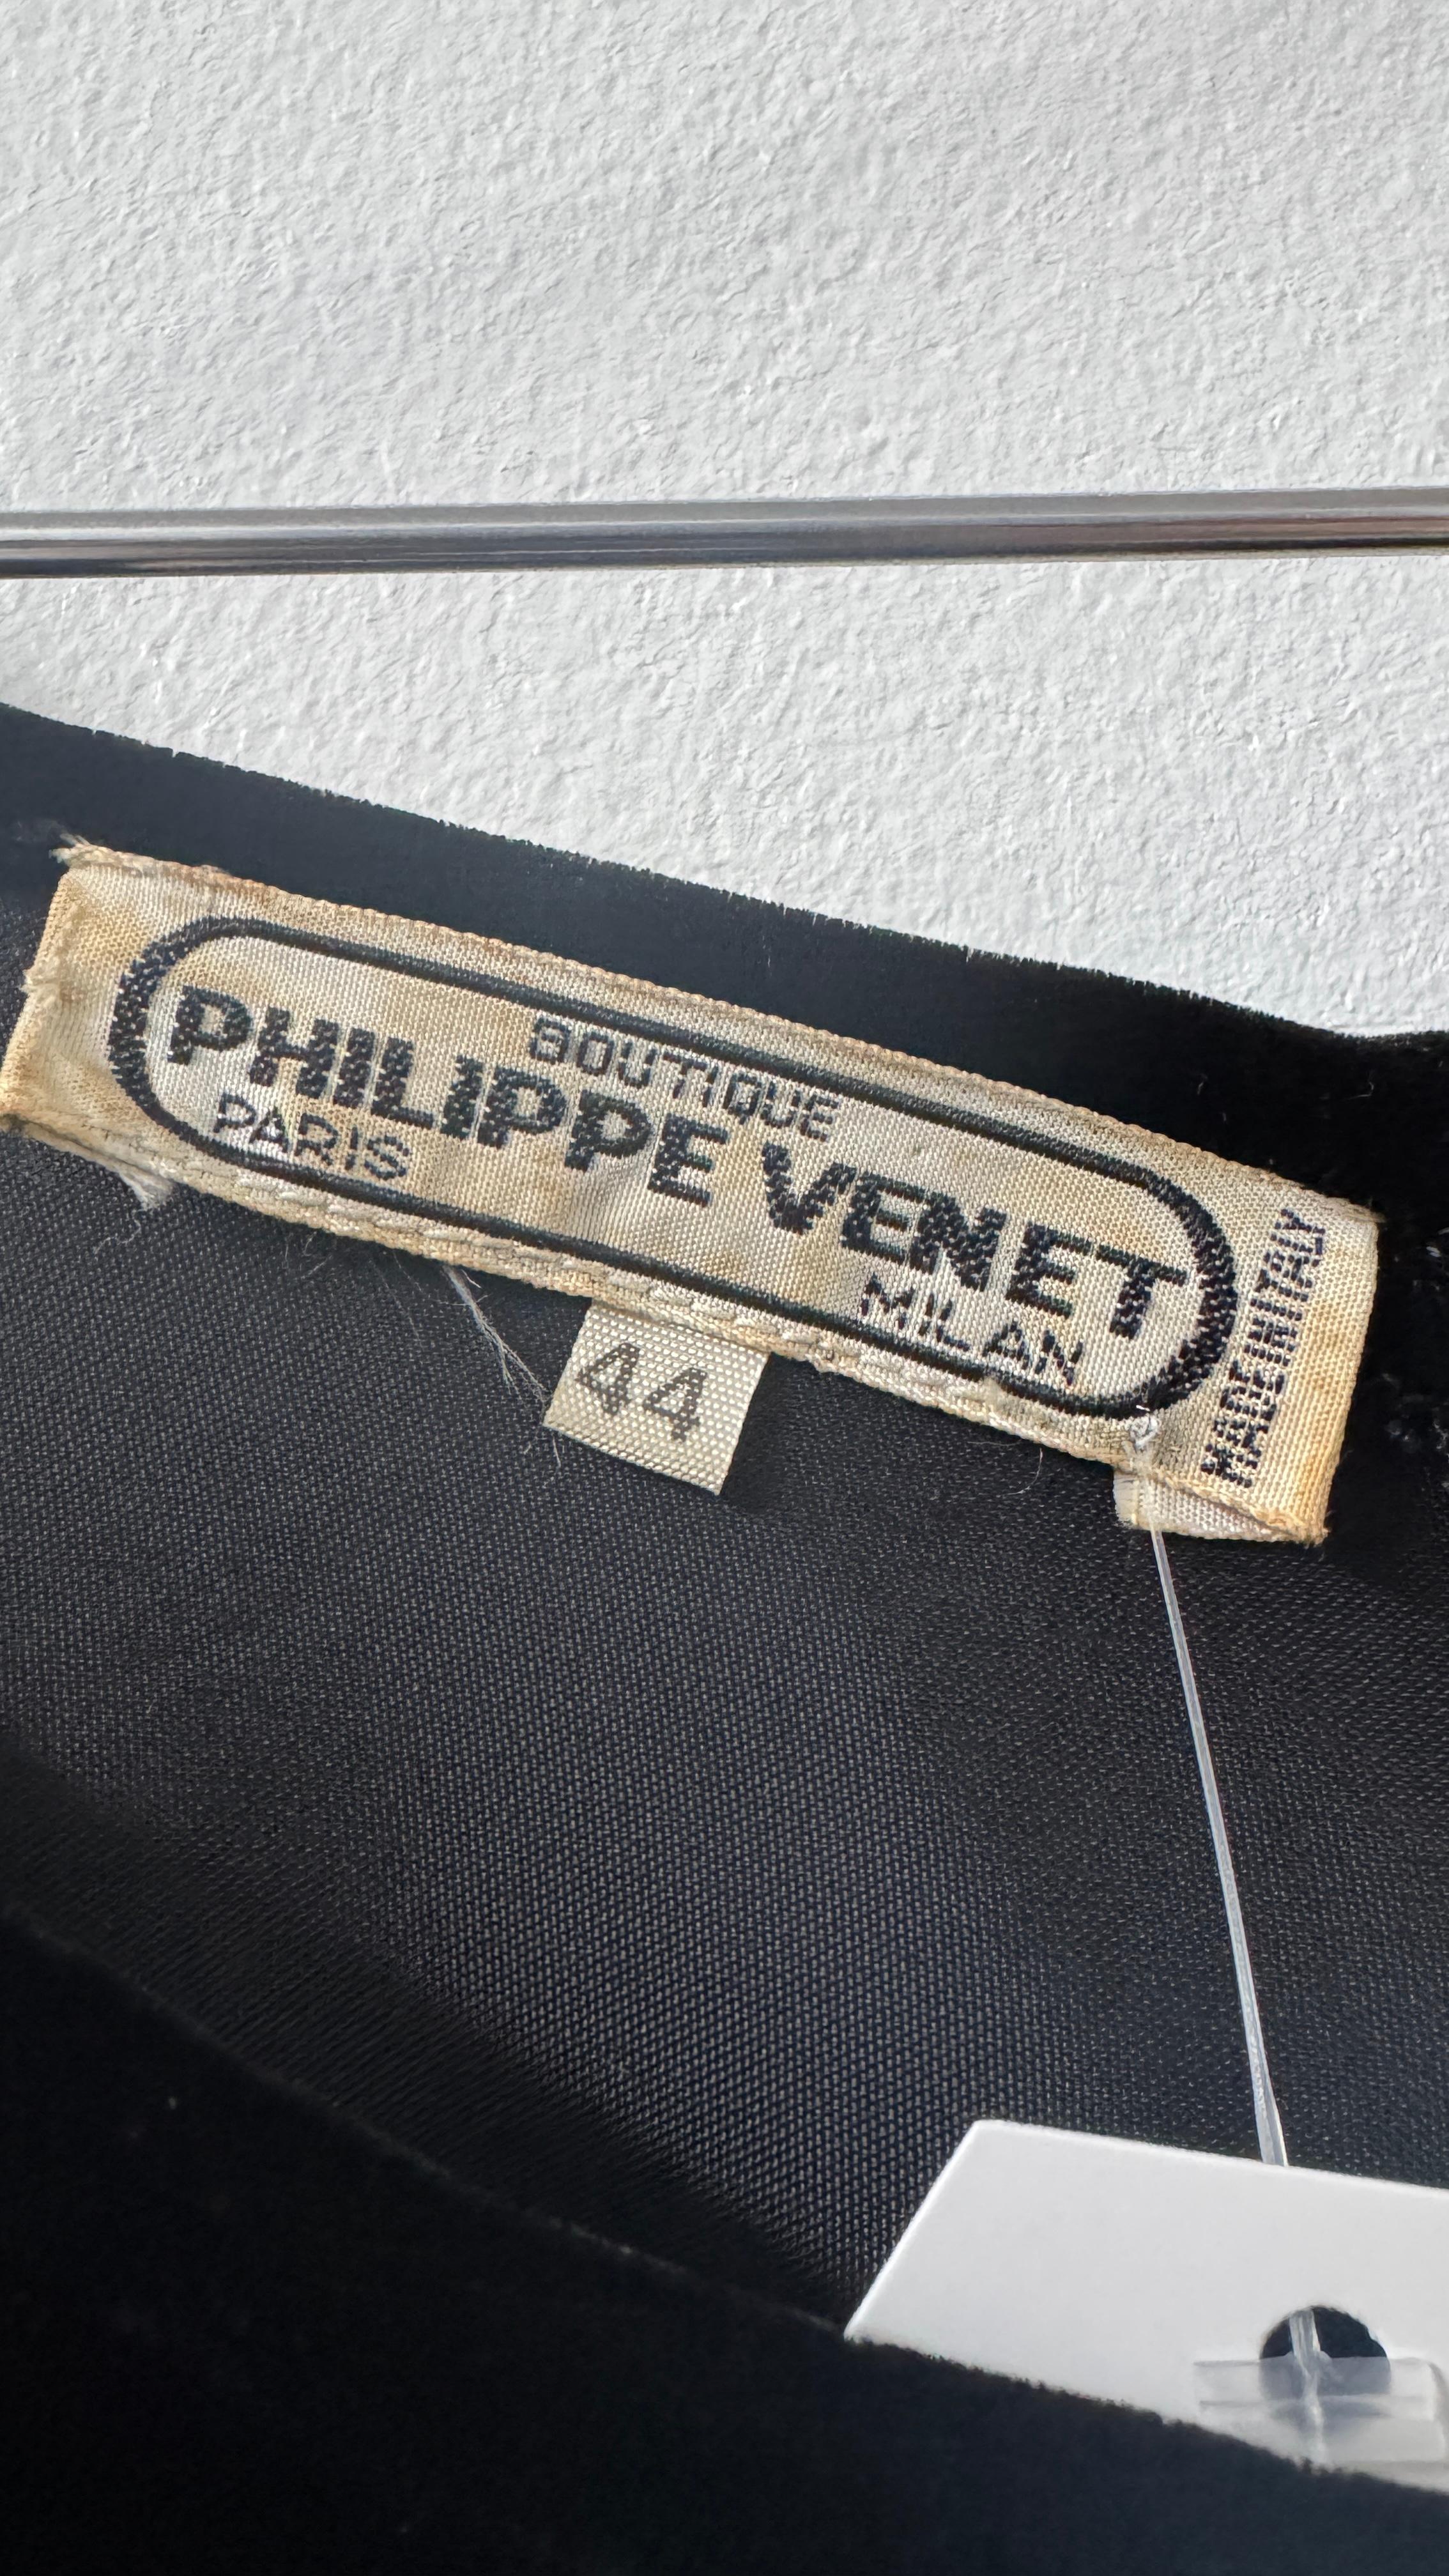 BOUTIQUE
PHILIPPE VENET
PARIS MILAN
MADE IN ITALY
44